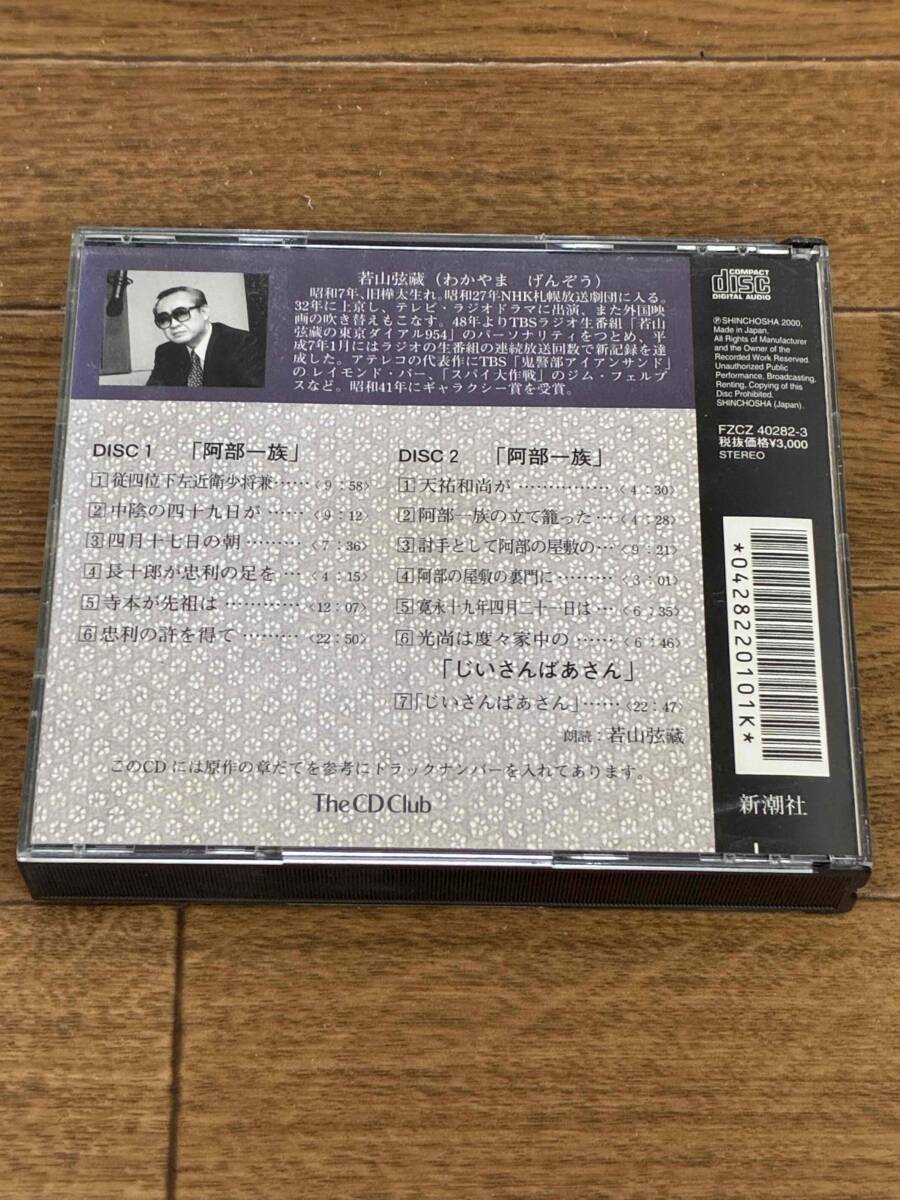 若山弦藏（わかやま　げんぞう）
昭和7年、旧樺太生れ。昭和27年NHK札幌放送劇団に入る。
32年に上京し、テレビ・ラジオドラマに出演、また外国映
画の吹き替えもこなす。48年よりTBSラジオ生番組「若山
弦蔵の東京ダイアル954」のパーソナリティをつとめ、平
成7年1月にはラジオの生番組の連続放送回数で新記録を達
成した。アテレコの代表作にTBS「鬼警部アイアンサンド」
のレイモンド・バー、「スパイ大作戦」のジム・フェルプ
スなど。昭和41年にギャラクシー賞を受賞。
DISC 1 「阿部一族」
1 従四位下左近衛少将兼……〈9：58〉
2 中陰の四十九日が……〈9：12〉
3 四月十七日の朝………〈7：36〉
4 長十郎が忠利の足を…〈4：15〉
5 寺本が先祖は…………〈12：07〉
6 忠利の許を得て………〈22：50〉
DISC 2 「阿部一族」
1 天祐和尚が……………〈4：30〉
2 阿部一族の立て籠った…〈4：28〉
3 討手として阿部の屋敷の…〈9：21〉
4 阿部の屋敷の裏門に………〈3：01〉
5 寛永十九年四月二十一日は…〈6：35〉
6 光尚は度々家中の……〈6：46〉
「じいさんばあさん」
7 「じいさんばあさん」……〈22：47〉
朗読：若山弦蔵
このCDには原作の章だてを参考にトラックナンバーを入れてあります。
The CD Club
COMPACT
disc
DIGITAL AUDIO
Ⓟ SHINCHOSHA 2000,
Made in Japan.
All Rights of Manufacturer
and the Owner of the
Recorded Work Reserved.
Unauthorized Public
Performance, Broadcasting,
Renting, Copying of this
Disc Prohibited.
SHINCHOSHA (Japan).
FZCZ 40282-3
税抜価格¥3,000
STEREO
*0428220101K*
新潮社